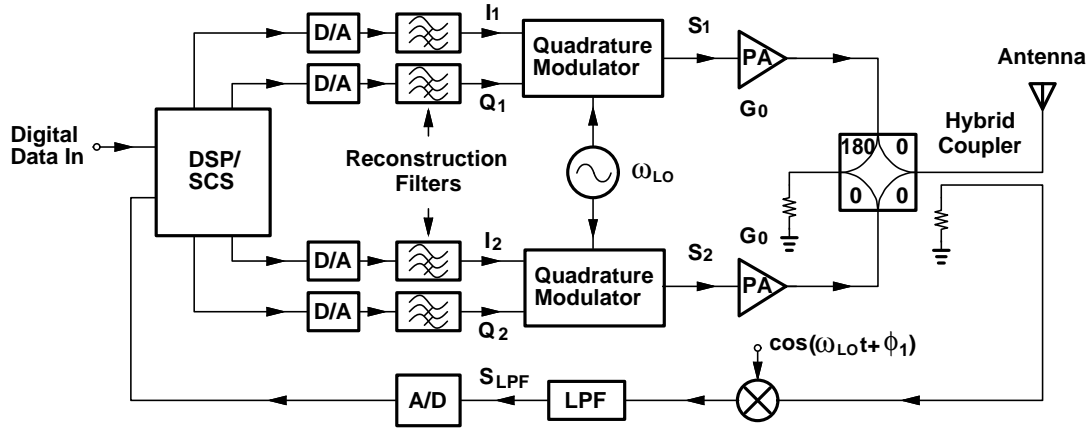 D/A
I1
Quadrature
Modulator
S1
PA
G0
Antenna
D/A
Q1
Digital
Data In
DSP/
SCS
Reconstruction
Filters
ωLO
Hybrid
Coupler
180 0
0 0
D/A
I2
Quadrature
Modulator
S2
G0
PA
D/A
Q2
cos(ωLOt+ϕ1)
A/D
SLPF
LPF